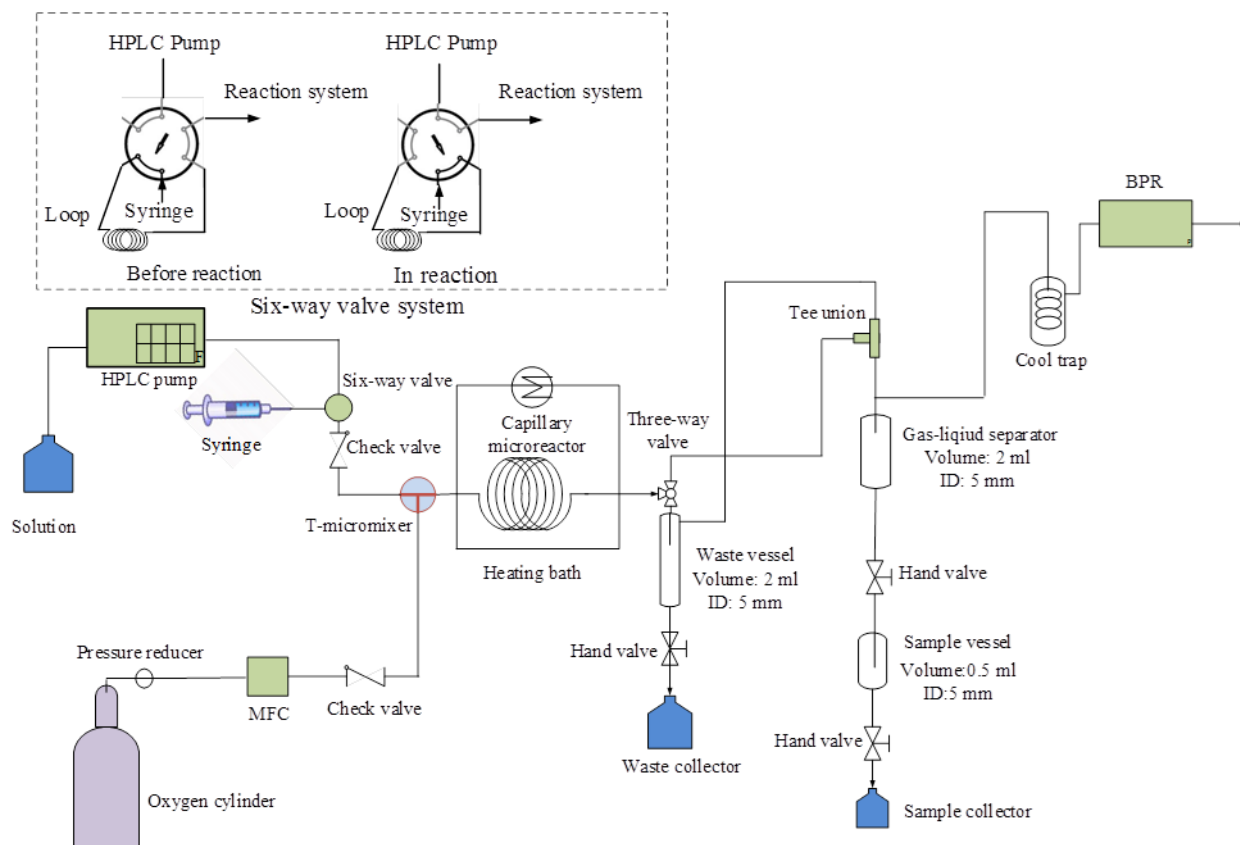 HPLC Pump
HPLC Pump
Reaction system
Reaction system
Loop
Syringe
Loop
Syringe
Before reaction
In reaction
Six-way valve system
BPR
P
Tee union
Cool trap
F
HPLC pump
Six-way valve
Syringe
Check valve
Capillary
microreactor
Three-way
valve
Gas-liqiud separator
Volume: 2 ml
ID: 5 mm
Solution
T-micromixer
Heating bath
Waste vessel
Volume: 2 ml
ID: 5 mm
Hand valve
Hand valve
Sample vessel
Volume:0.5 ml
ID:5 mm
Pressure reducer
MFC
Check valve
Hand valve
Waste collector
Oxygen cylinder
Sample collector